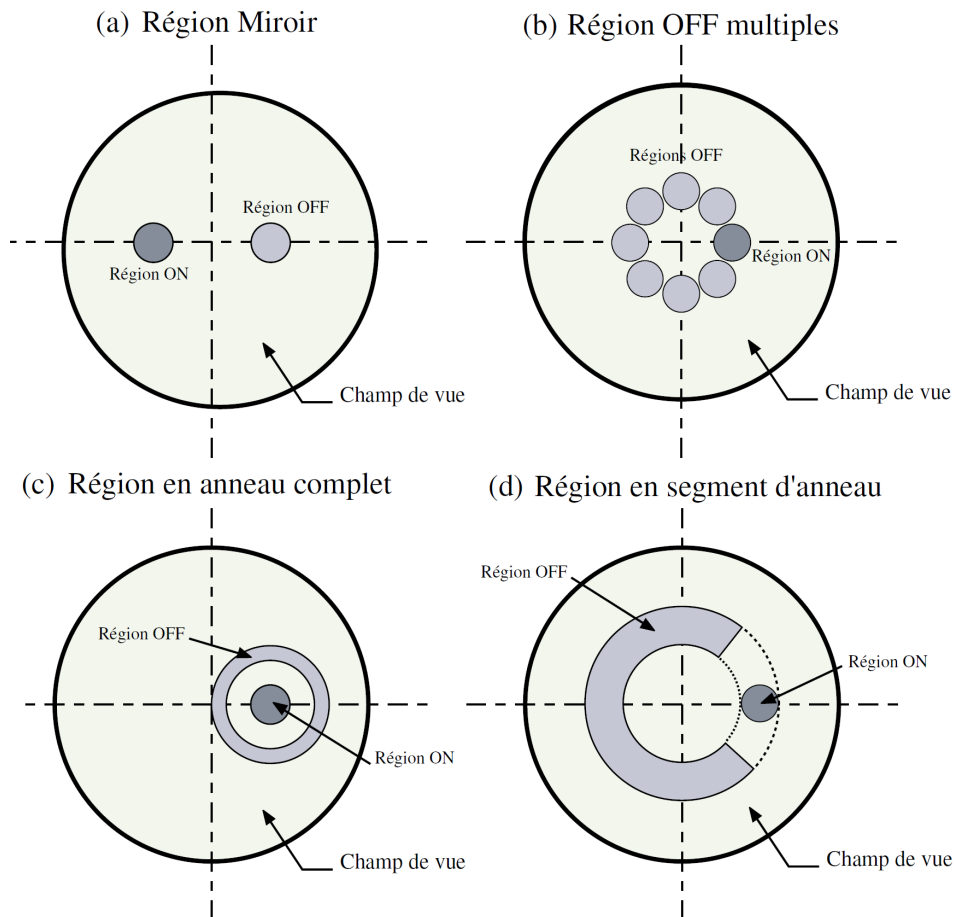 (a) Région Miroir
Région OFF
Région ON
Champ de vue
(b) Région OFF multiples
Régions OFF
Région ON
Champ de vue
(c) Région en anneau complet
Région OFF
Région ON
Champ de vue
(d) Région en segment d'anneau
Région OFF
Région ON
Champ de vue